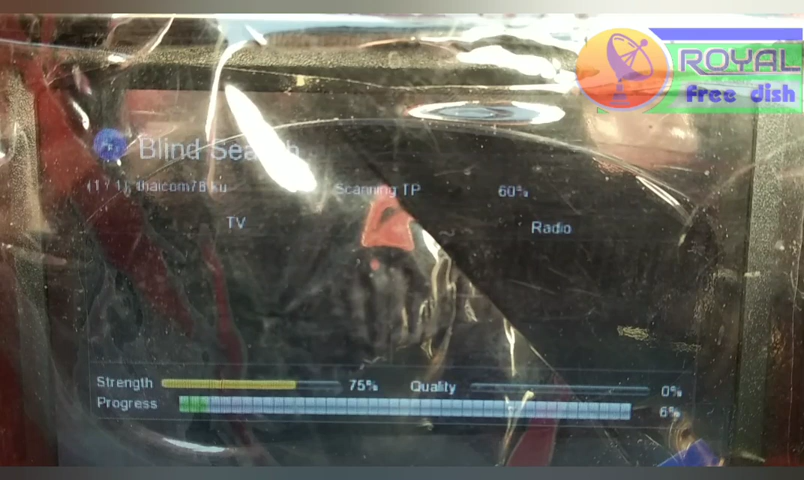 ROYAL
Free dish
Blind Search
(1 / 1) thaicom78 ku Scanning TP 60%
TV Radio
Strength 75% Quality 0%
Progress 6%